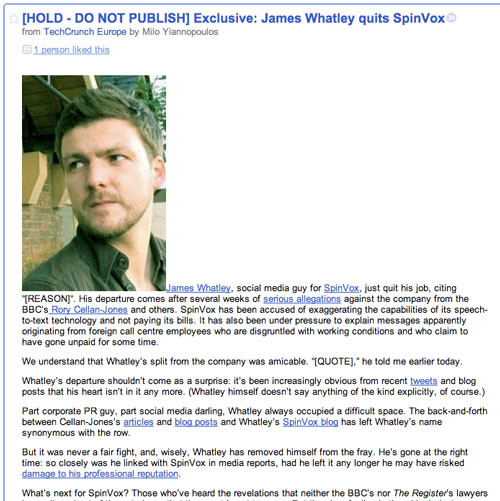 [HOLD - DO NOT PUBLISH] Exclusive: James Whatley quits SpinVox
from TechCrunch Europe by Milo Yiannopoulos
1 person liked this
James Whatley, social media guy for SpinVox, just quit his job, citing
"[REASON]". His departure comes after several weeks of serious allegations against the company from the
BBC's Rory Cellan-Jones and others. SpinVox has been accused of exaggerating the capabilities of its speech-
to-text technology and not paying its bills. It has also been under pressure to explain messages apparently
originating from foreign call centre employees who are disgruntled with working conditions and who claim to
have gone unpaid for some time.
We understand that Whatley's split from the company was amicable. "[QUOTE]," he told me earlier today.
Whatley's departure shouldn't come as a surprise: it's been increasingly obvious from recent tweets and blog
posts that his heart isn't in it any more. (Whatley himself doesn't say anything of the kind explicitly, of course.)
Part corporate PR guy, part social media darling, Whatley always occupied a difficult space. The back-and-forth
between Cellan-Jones's articles and blog posts and Whatley's SpinVox blog has left Whatley's name
synonymous with the row.
But it was never a fair fight, and, wisely, Whatley has removed himself from the fray. He's gone at the right
time: so closely was he linked with SpinVox in media reports, had he left it any longer he may have risked
damage to his professional reputation.
What's next for SpinVox? Those who've heard the revelations that neither the BBC's nor The Register's lawyers